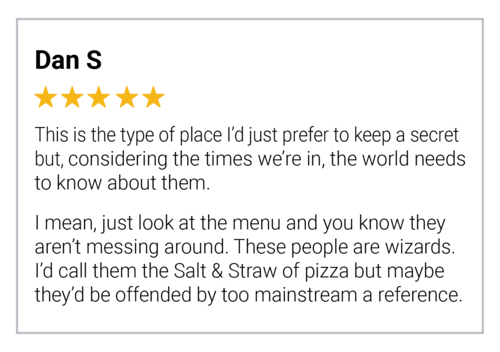 Dan S
This is the type of place I'd just prefer to keep a secret
but, considering the times we're in, the world needs
to know about them.
I mean, just look at the menu and you know they
aren't messing around. These people are wizards.
I'd call them the Salt & Straw of pizza but maybe
they'd be offended by too mainstream a reference.